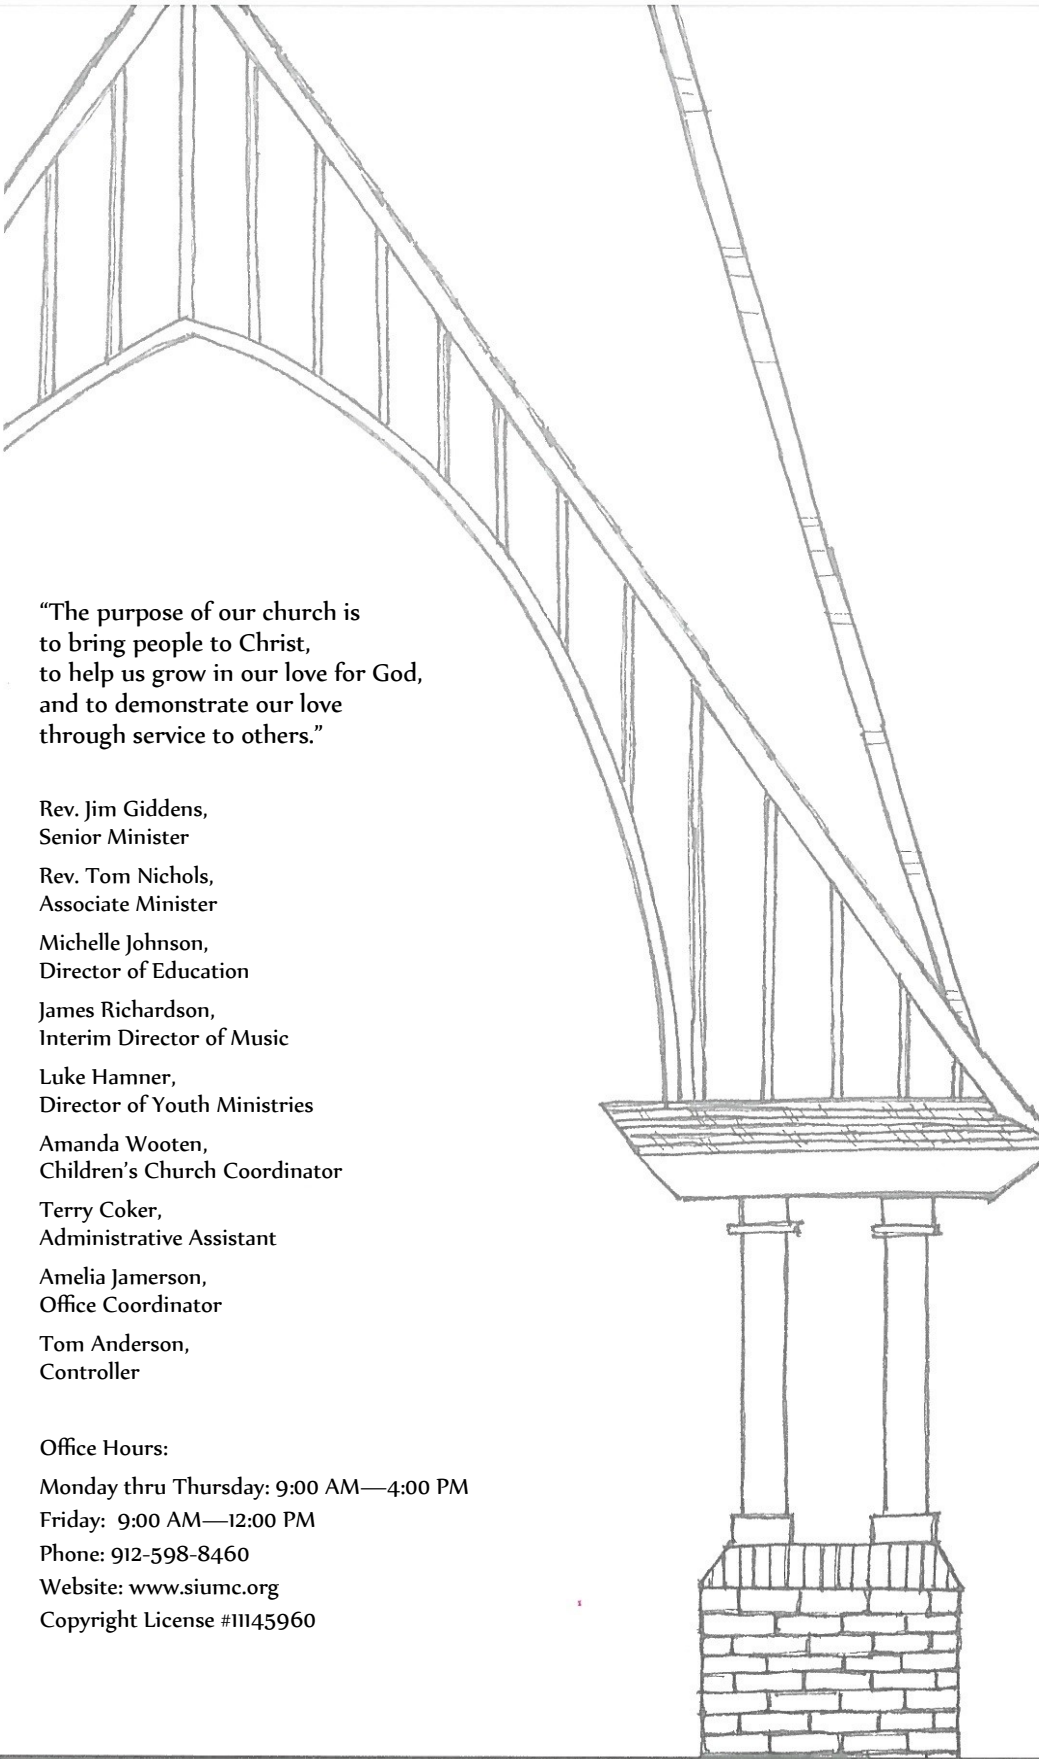 “The purpose of our church is
to bring people to Christ,
to help us grow in our love for God,
and to demonstrate our love
through service to others.”
Rev. Jim Giddens,
Senior Minister
Rev. Tom Nichols,
Associate Minister
Michelle Johnson,
Director of Education
James Richardson,
Interim Director of Music
Luke Hamner,
Director of Youth Ministries
Amanda Wooten,
Children’s Church Coordinator
Terry Coker,
Administrative Assistant
Amelia Jamerson,
Office Coordinator
Tom Anderson,
Controller
Office Hours:
Monday thru Thursday: 9:00 AM—4:00 PM
Friday:  9:00 AM—12:00 PM
Phone: 912-598-8460
Website: www.siumc.org
Copyright License #11145960